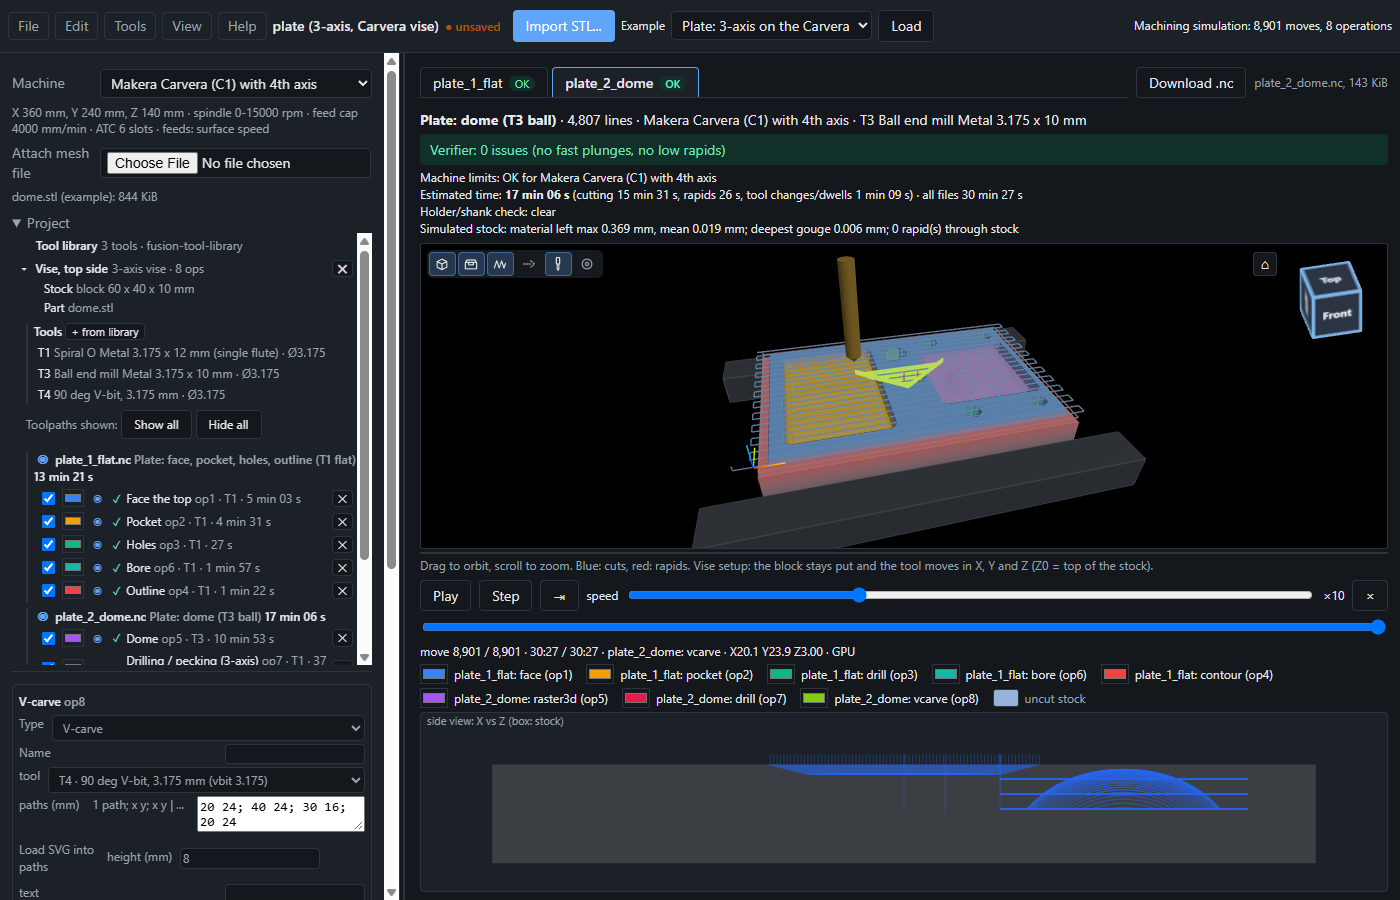 File Edit Tools View Help plate (3-axis, Carvera vise) • unsaved Import STL... Example Plate: 3-axis on the Carvera Load Machining simulation: 8,901 moves, 8 operations
Machine Makera Carvera (C1) with 4th axis
X 360 mm, Y 240 mm, Z 140 mm · spindle 0-15000 rpm · feed cap
4000 mm/min · ATC 6 slots · feeds: surface speed
Attach mesh file Choose File No file chosen
dome.stl (example): 844 KiB
Project
Tool library 3 tools · fusion-tool-library
Vise, top side 3-axis vise · 8 ops
Stock block 60 x 40 x 10 mm
Part dome.stl
Tools + from library
T1 Spiral O Metal 3.175 x 12 mm (single flute) · Ø3.175
T3 Ball end mill Metal 3.175 x 10 mm · Ø3.175
T4 90 deg V-bit, 3.175 mm · Ø3.175
Toolpaths shown: Show all Hide all
plate_1_flat.nc Plate: face, pocket, holes, outline (T1 flat)
13 min 21 s
✓ Face the top op1 · T1 · 5 min 03 s
✓ Pocket op2 · T1 · 4 min 31 s
✓ Holes op3 · T1 · 27 s
✓ Bore op6 · T1 · 1 min 57 s
✓ Outline op4 · T1 · 1 min 22 s
plate_2_dome.nc Plate: dome (T3 ball) 17 min 06 s
✓ Dome op5 · T3 · 10 min 53 s
Drilling / pecking (3-axis) op7 · T1 · 37
V-carve op8
Type V-carve
Name
tool T4 · 90 deg V-bit, 3.175 mm (vbit 3.175)
paths (mm) 1 path; x y; x y | ... 20 24; 40 24; 30 16;
20 24
Load SVG into paths height (mm) 8
text
plate_1_flat OK plate_2_dome OK Download .nc plate_2_dome.nc, 143 KiB
Plate: dome (T3 ball) · 4,807 lines · Makera Carvera (C1) with 4th axis · T3 Ball end mill Metal 3.175 x 10 mm
Verifier: 0 issues (no fast plunges, no low rapids)
Machine limits: OK for Makera Carvera (C1) with 4th axis
Estimated time: 17 min 06 s (cutting 15 min 31 s, rapids 26 s, tool changes/dwells 1 min 09 s) · all files 30 min 27 s
Holder/shank check: clear
Simulated stock: material left max 0.369 mm, mean 0.019 mm; deepest gouge 0.006 mm; 0 rapid(s) through stock
Top
Front
Drag to orbit, scroll to zoom. Blue: cuts, red: rapids. Vise setup: the block stays put and the tool moves in X, Y and Z (Z0 = top of the stock).
Play Step ⇥ speed ×10 ×
move 8,901 / 8,901 · 30:27 / 30:27 · plate_2_dome: vcarve · X20.1 Y23.9 Z3.00 · GPU
plate_1_flat: face (op1) plate_1_flat: pocket (op2) plate_1_flat: drill (op3) plate_1_flat: bore (op6) plate_1_flat: contour (op4)
plate_2_dome: raster3d (op5) plate_2_dome: drill (op7) plate_2_dome: vcarve (op8) uncut stock
side view: X vs Z (box: stock)